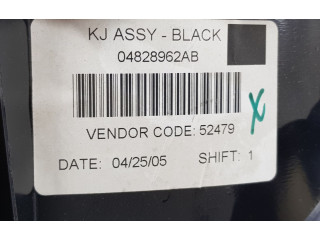 KJ ASSY - BLACK
04828962AB
VENDOR CODE: 52479
DATE: 04/25/05 SHIFT: 1